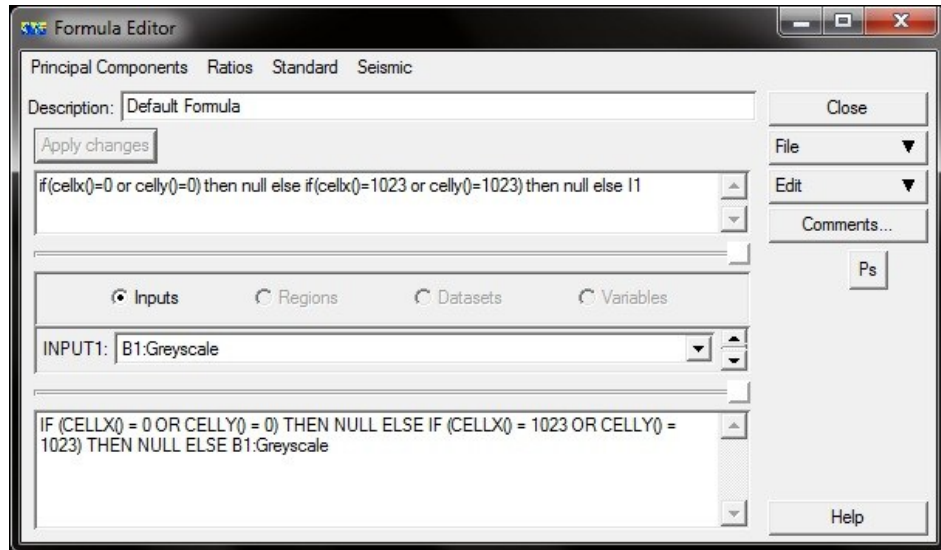 Formula Editor
Principal Components Ratios Standard Seismic
Description: Default Formula
Close
Apply changes
File
if(cellx()=0 or celly()=0) then null else if(cellx()=1023 or celly()=1023) then null else I1
Edit
Comments...
Ps
Inputs Regions Datasets Variables
INPUT1: B1:Greyscale
IF (CELLX() = 0 OR CELLY() = 0) THEN NULL ELSE IF (CELLX() = 1023 OR CELLY() =
1023) THEN NULL ELSE B1:Greyscale
Help